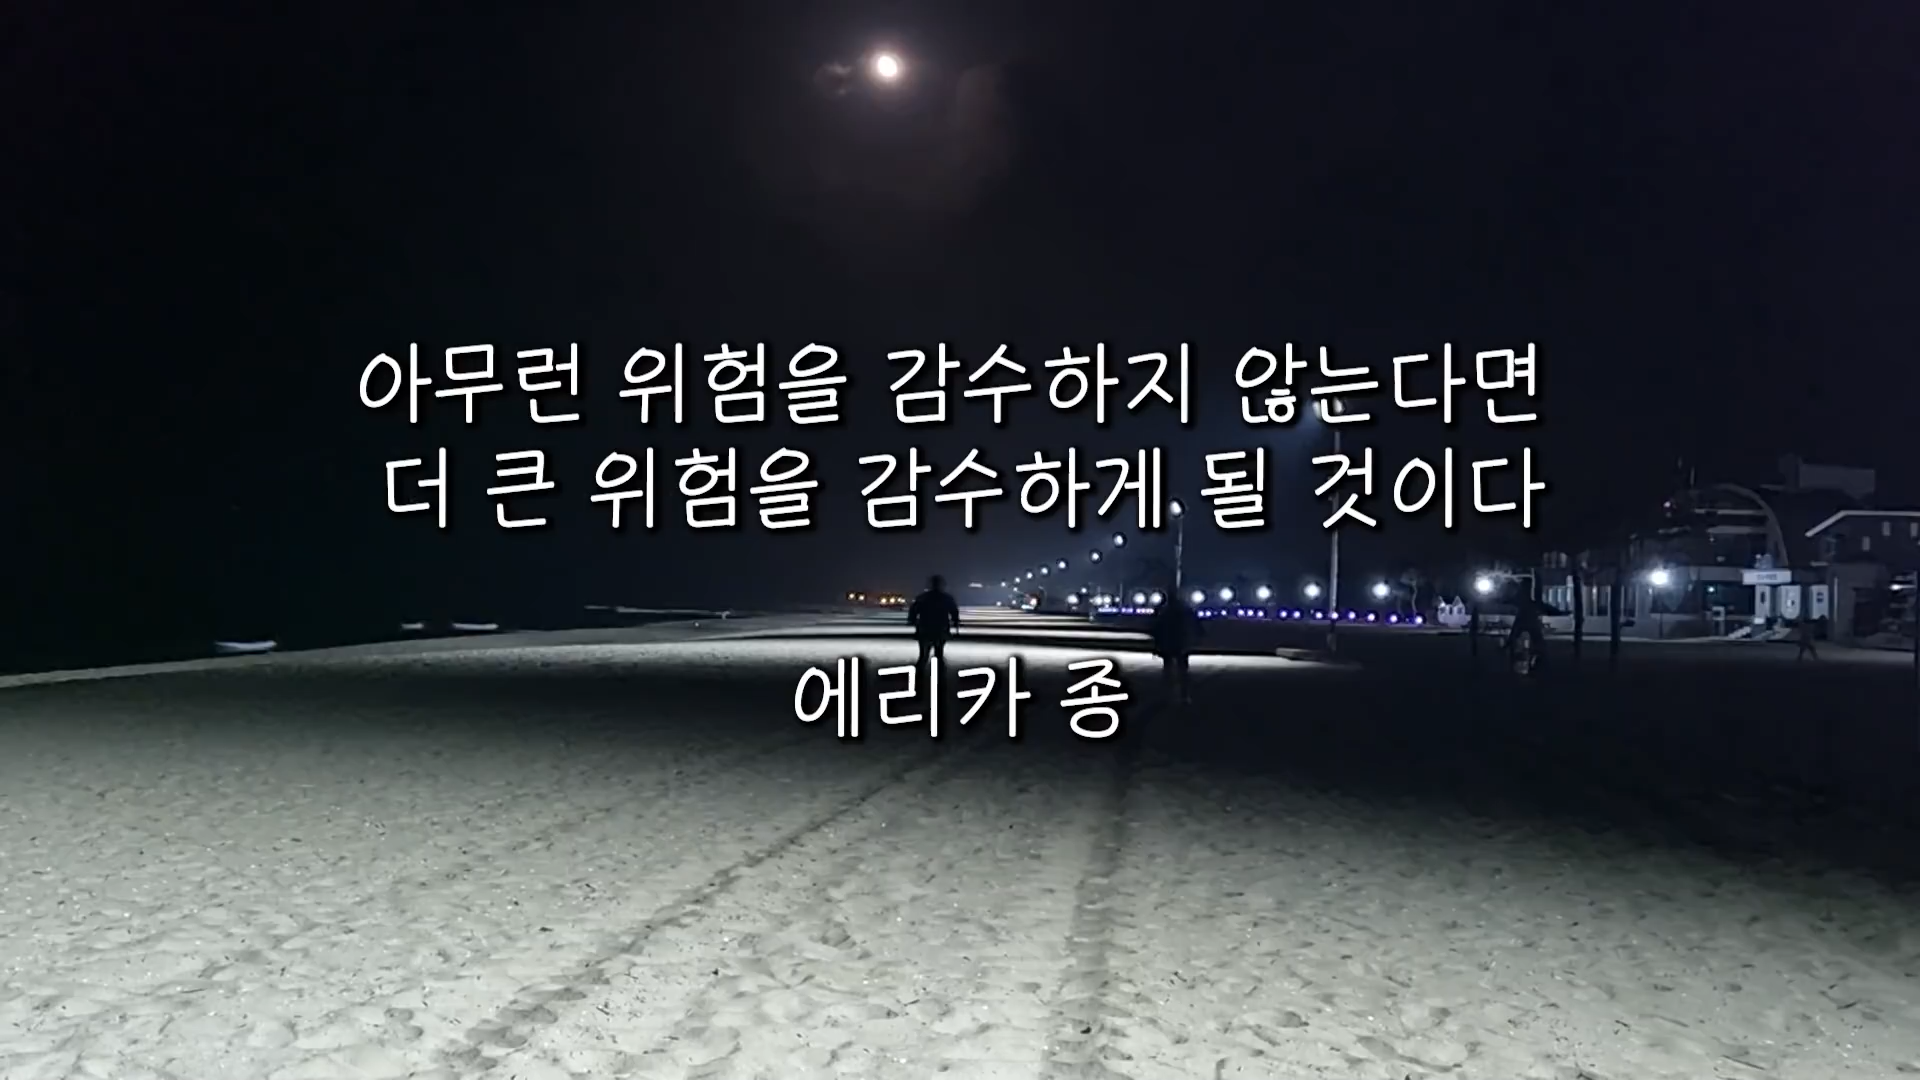 아무런 위험을 감수하지 않는다면
더 큰 위험을 감수하게 될 것이다
에리카 종